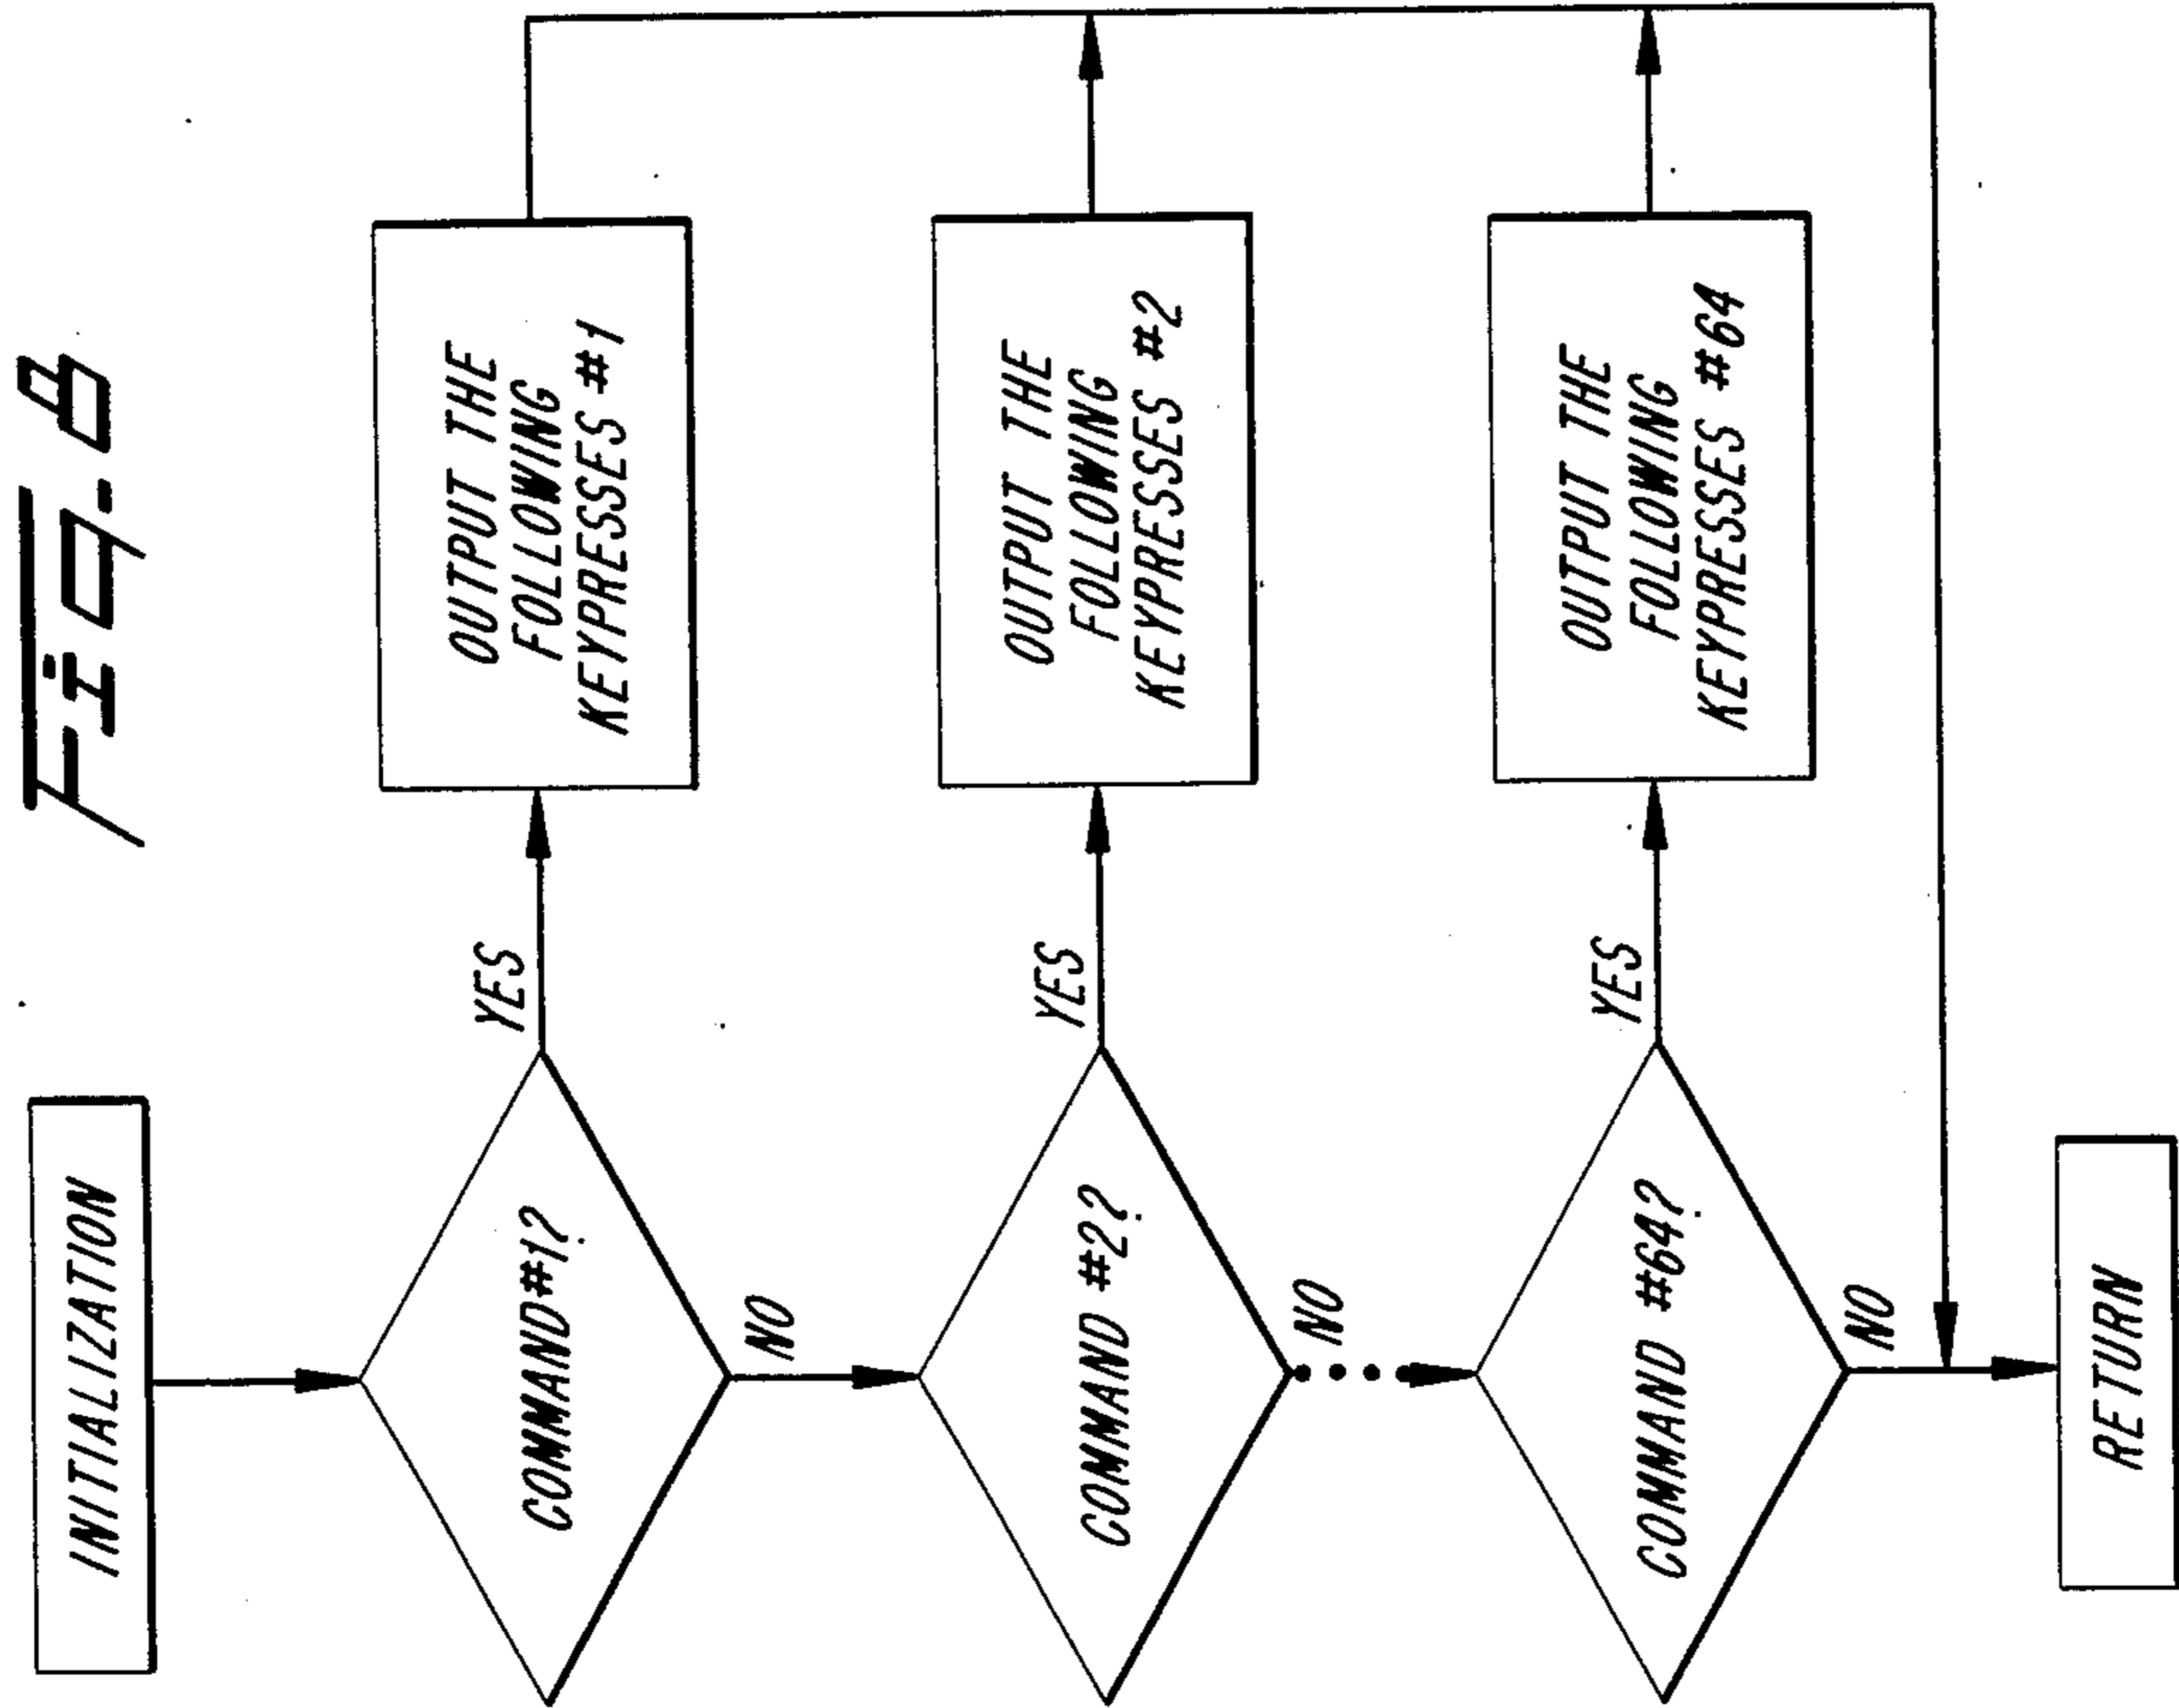 Fig. 8
INITIALIZATION
COMMAND #1?
YES
OUTPUT THE
FOLLOWING
KEYPRESSES #1
NO
COMMAND #2?
YES
OUTPUT THE
FOLLOWING
KEYPRESSES #2
NO
COMMAND #64?
YES
OUTPUT THE
FOLLOWING
KEYPRESSES #64
NO
RETURN